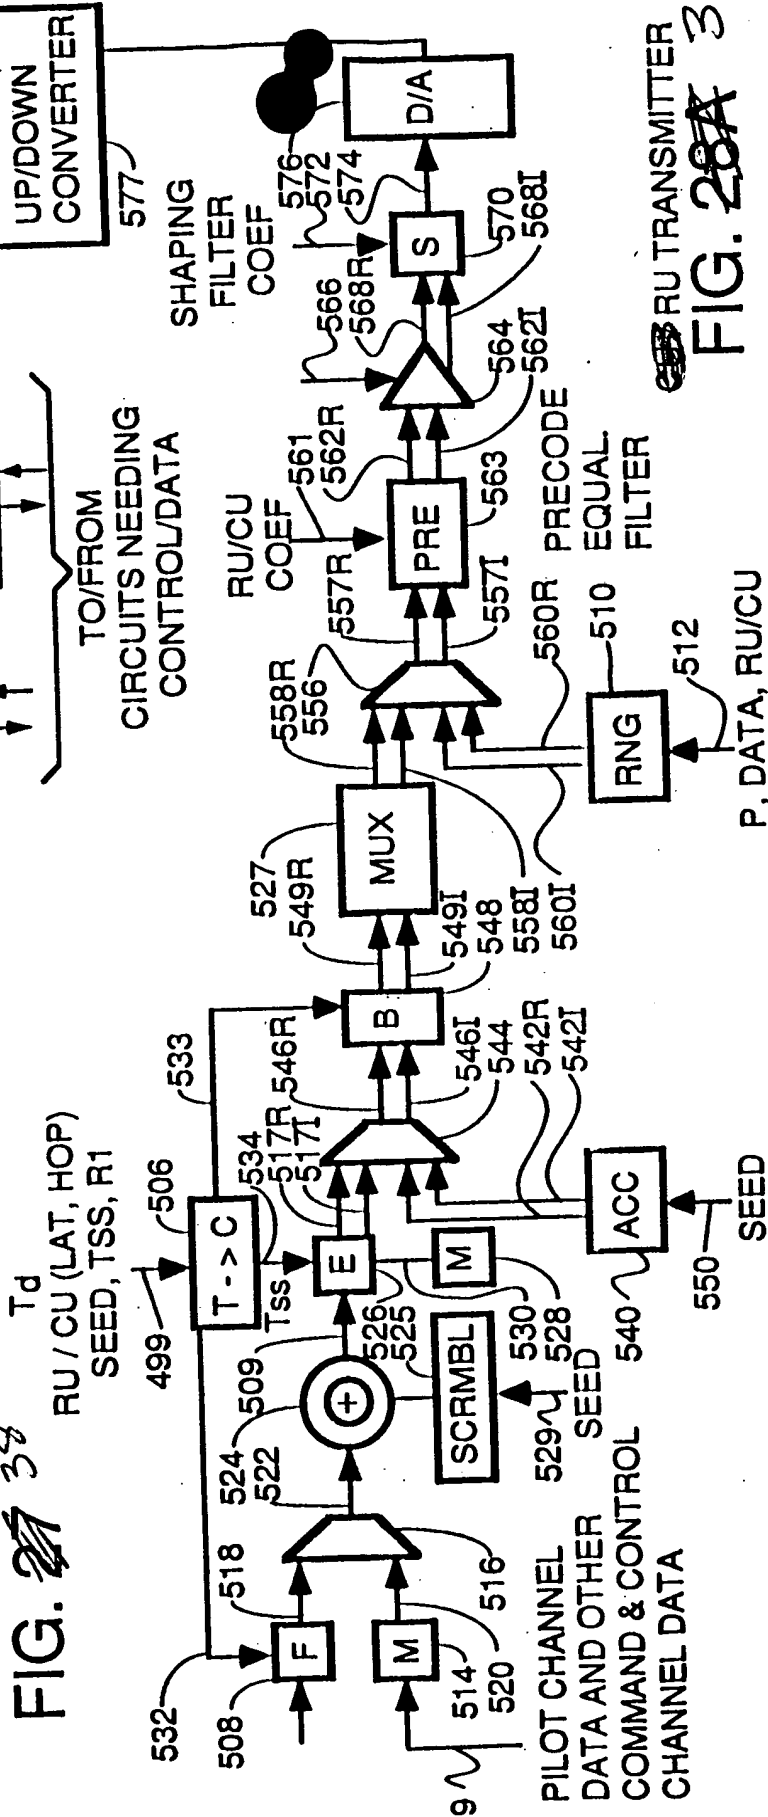 UP/DOWN
CONVERTER
577
TO/FROM
CIRCUITS NEEDING
CONTROL/DATA
SHAPING
FILTER
COEF
576
572
574
D/A
S
570
568I
566
568R
564
562I
RU/CU
COEF
561
562R
PRE
563
PRECODE
EQUAL.
FILTER
557R
557I
558R
556
560R
510
RNG
512
P, DATA, RU/CU
527
549R
MUX
549I
548
558I
560I
533
546R
B
546I
544
542R
542I
Td
RU / CU (LAT, HOP)
SEED, TSS, R1
499
506
T -> C
534
517R
517I
Tss
509
E
M
526
525
530
528
ACC
540
550
SEED
524
522
+
SCRMBL
529
SEED
518
516
532
508
F
M
514
520
9
PILOT CHANNEL
DATA AND OTHER
COMMAND & CONTROL
CHANNEL DATA
FIG. 27 38
RU TRANSMITTER
FIG. 28A 3